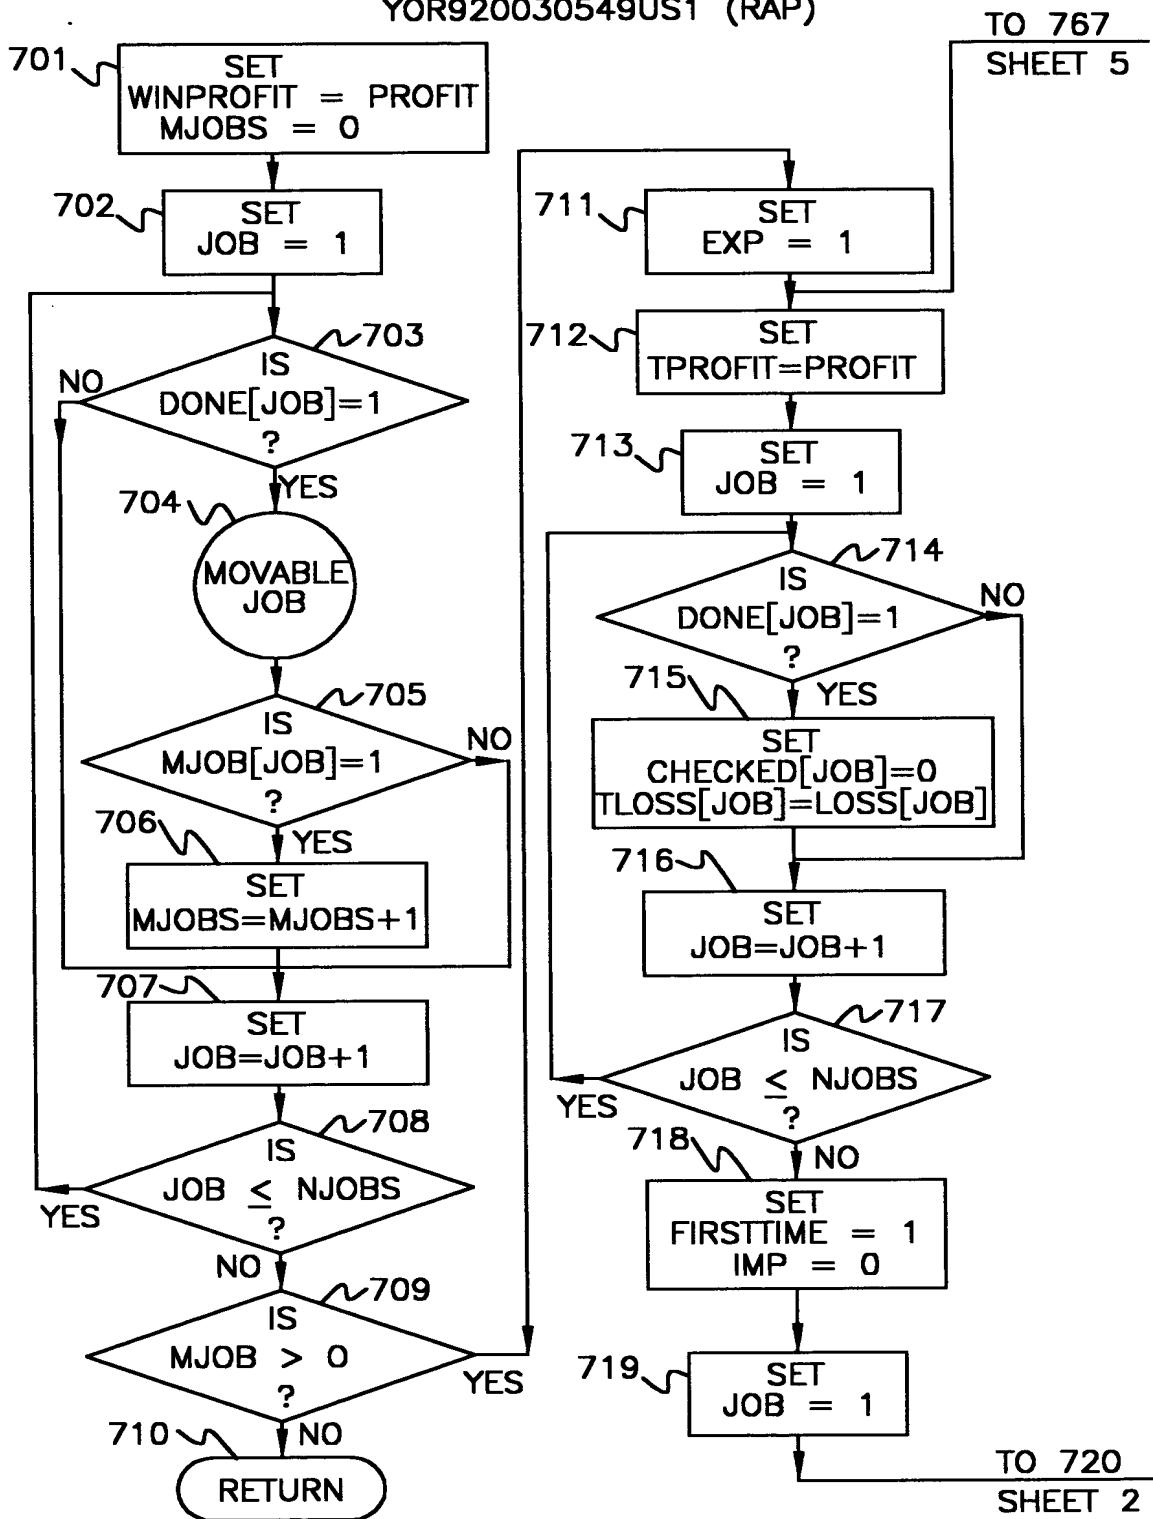 YOR920030549US1 (RAP)
TO 767
SHEET 5
701
SET
WINPROFIT = PROFIT
MJOBS = 0
702
SET
JOB = 1
703
IS
DONE[JOB]=1
?
NO
YES
704
MOVABLE
JOB
705
IS
MJOB[JOB]=1
?
NO
YES
706
SET
MJOBS=MJOBS+1
707
SET
JOB=JOB+1
708
IS
JOB ≤ NJOBS
?
YES
NO
709
IS
MJOB > 0
?
YES
NO
710
RETURN
711
SET
EXP = 1
712
SET
TPROFIT=PROFIT
713
SET
JOB = 1
714
IS
DONE[JOB]=1
?
NO
YES
715
SET
CHECKED[JOB]=0
TLOSS[JOB]=LOSS[JOB]
716
SET
JOB=JOB+1
717
IS
JOB ≤ NJOBS
?
YES
NO
718
SET
FIRSTTIME = 1
IMP = 0
719
SET
JOB = 1
TO 720
SHEET 2